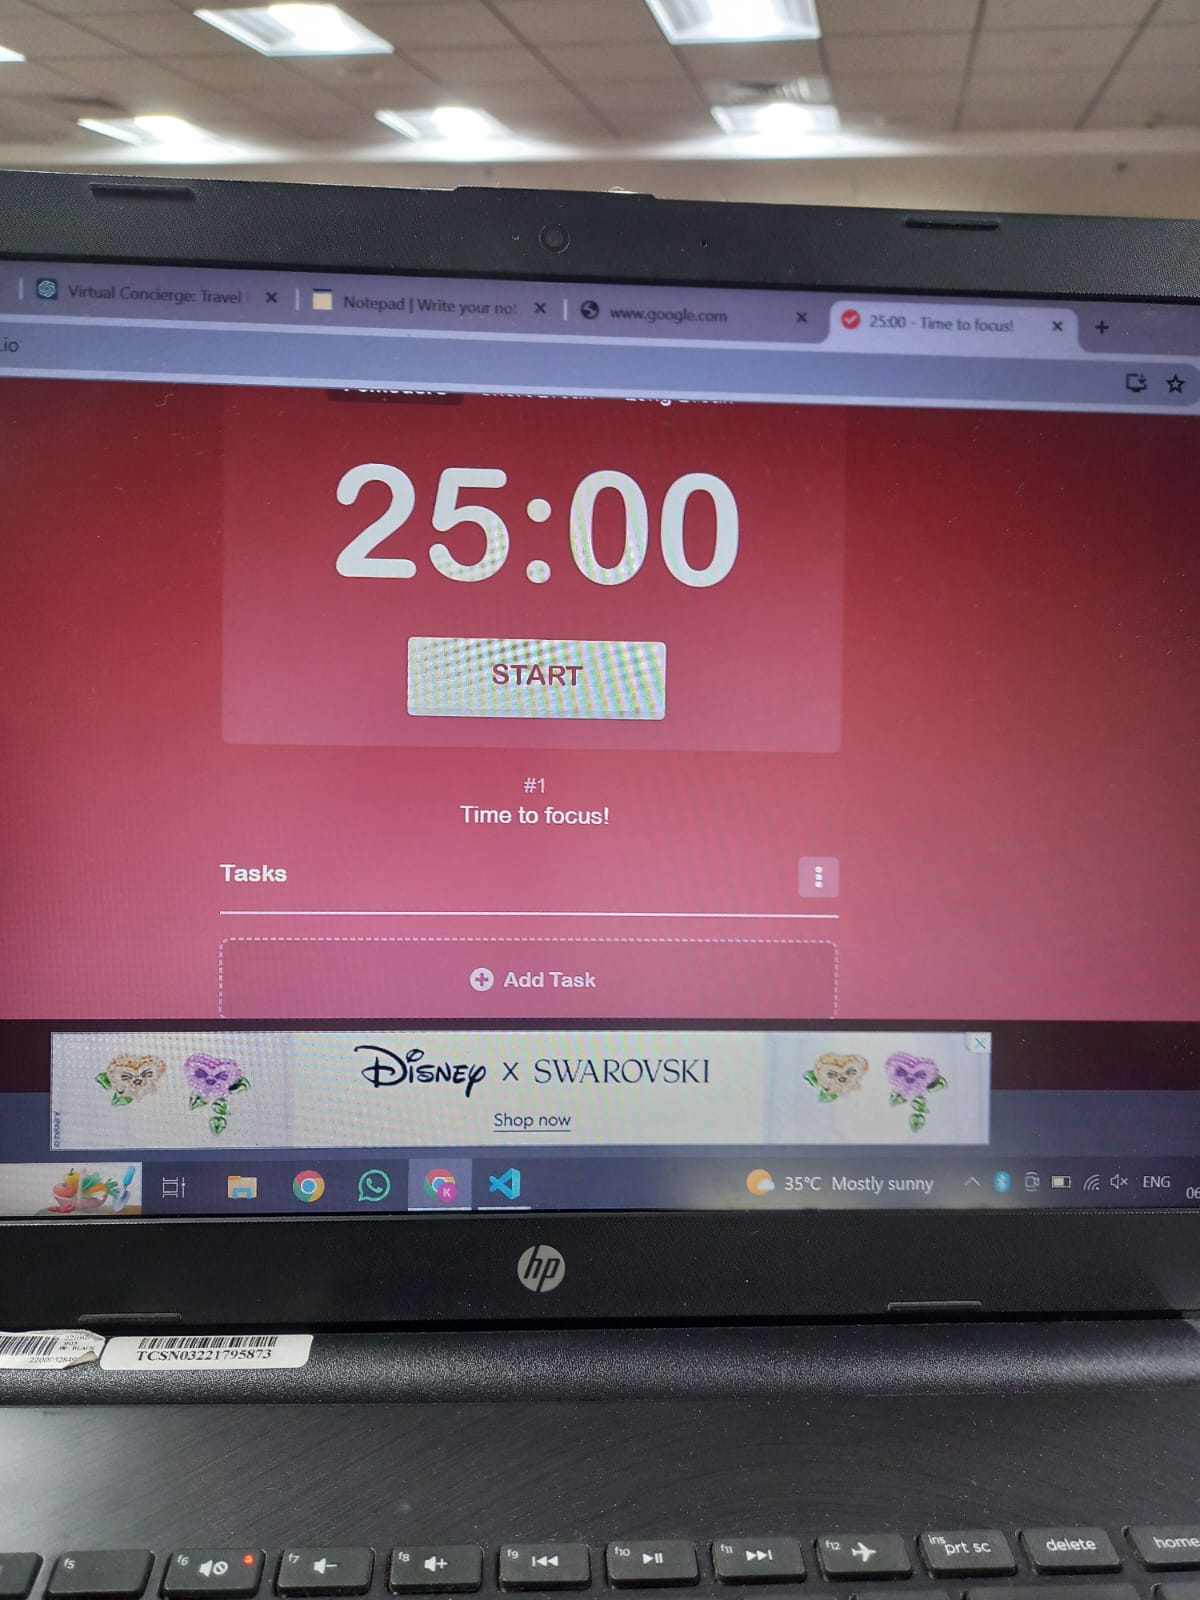 Virtual Concierge: Travel
Notepad | Write your not
www.google.com
25:00 - Time to focus!
.io
25:00
START
#1
Time to focus!
Tasks
Add Task
Disney X SWAROVSKI
Shop now
K
35°C Mostly sunny
ENG
06
hp
TCSN03221795873
f5
f6
f7
f8
f9
f10
f11
f12
ins
prt sc
delete
home